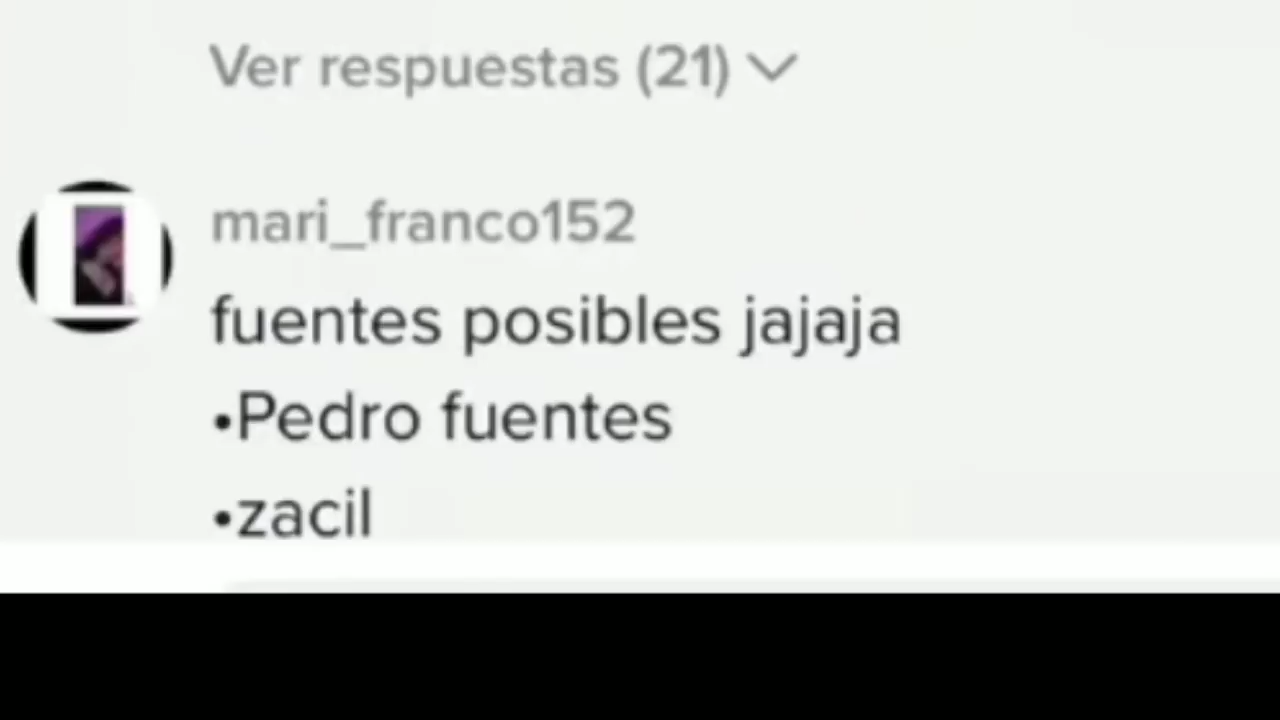 Ver respuestas (21)
mari_franco152
fuentes posibles jajaja
•Pedro fuentes
•zacil